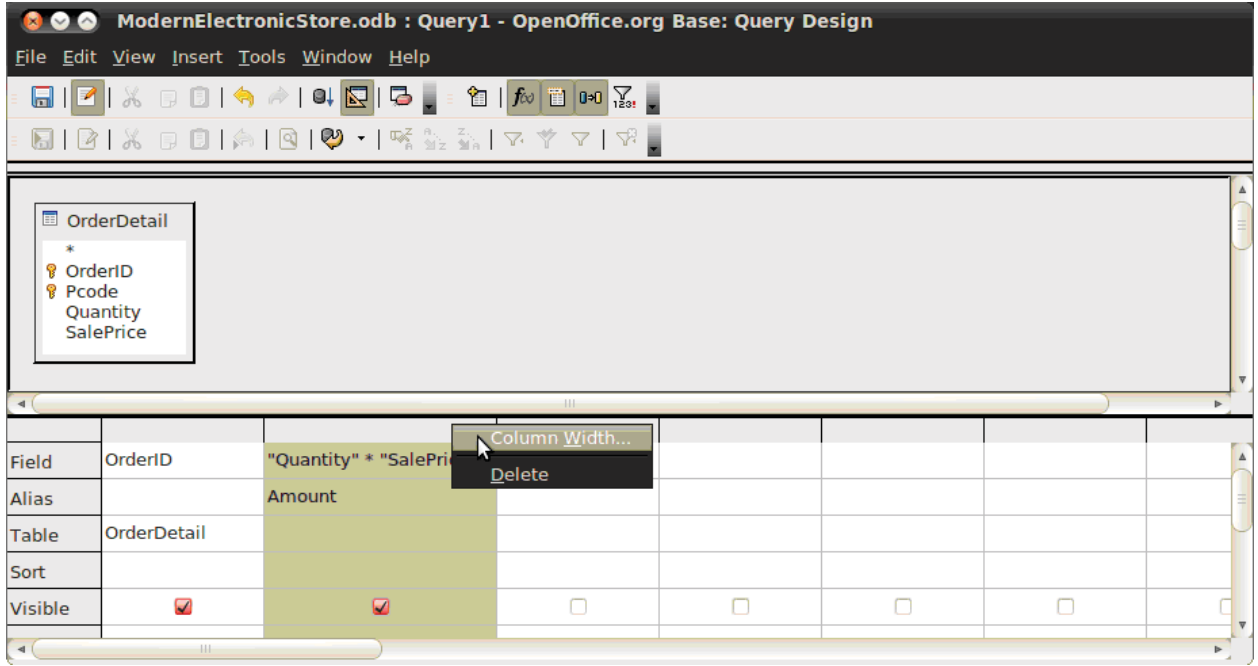 ModernElectronicStore.odb : Query1 - OpenOffice.org Base: Query Design
File Edit View Insert Tools Window Help
OrderDetail
*
OrderID
Pcode
Quantity
SalePrice
Column Width...
Delete
Field OrderID "Quantity" * "SalePri
Alias Amount
Table OrderDetail
Sort
Visible